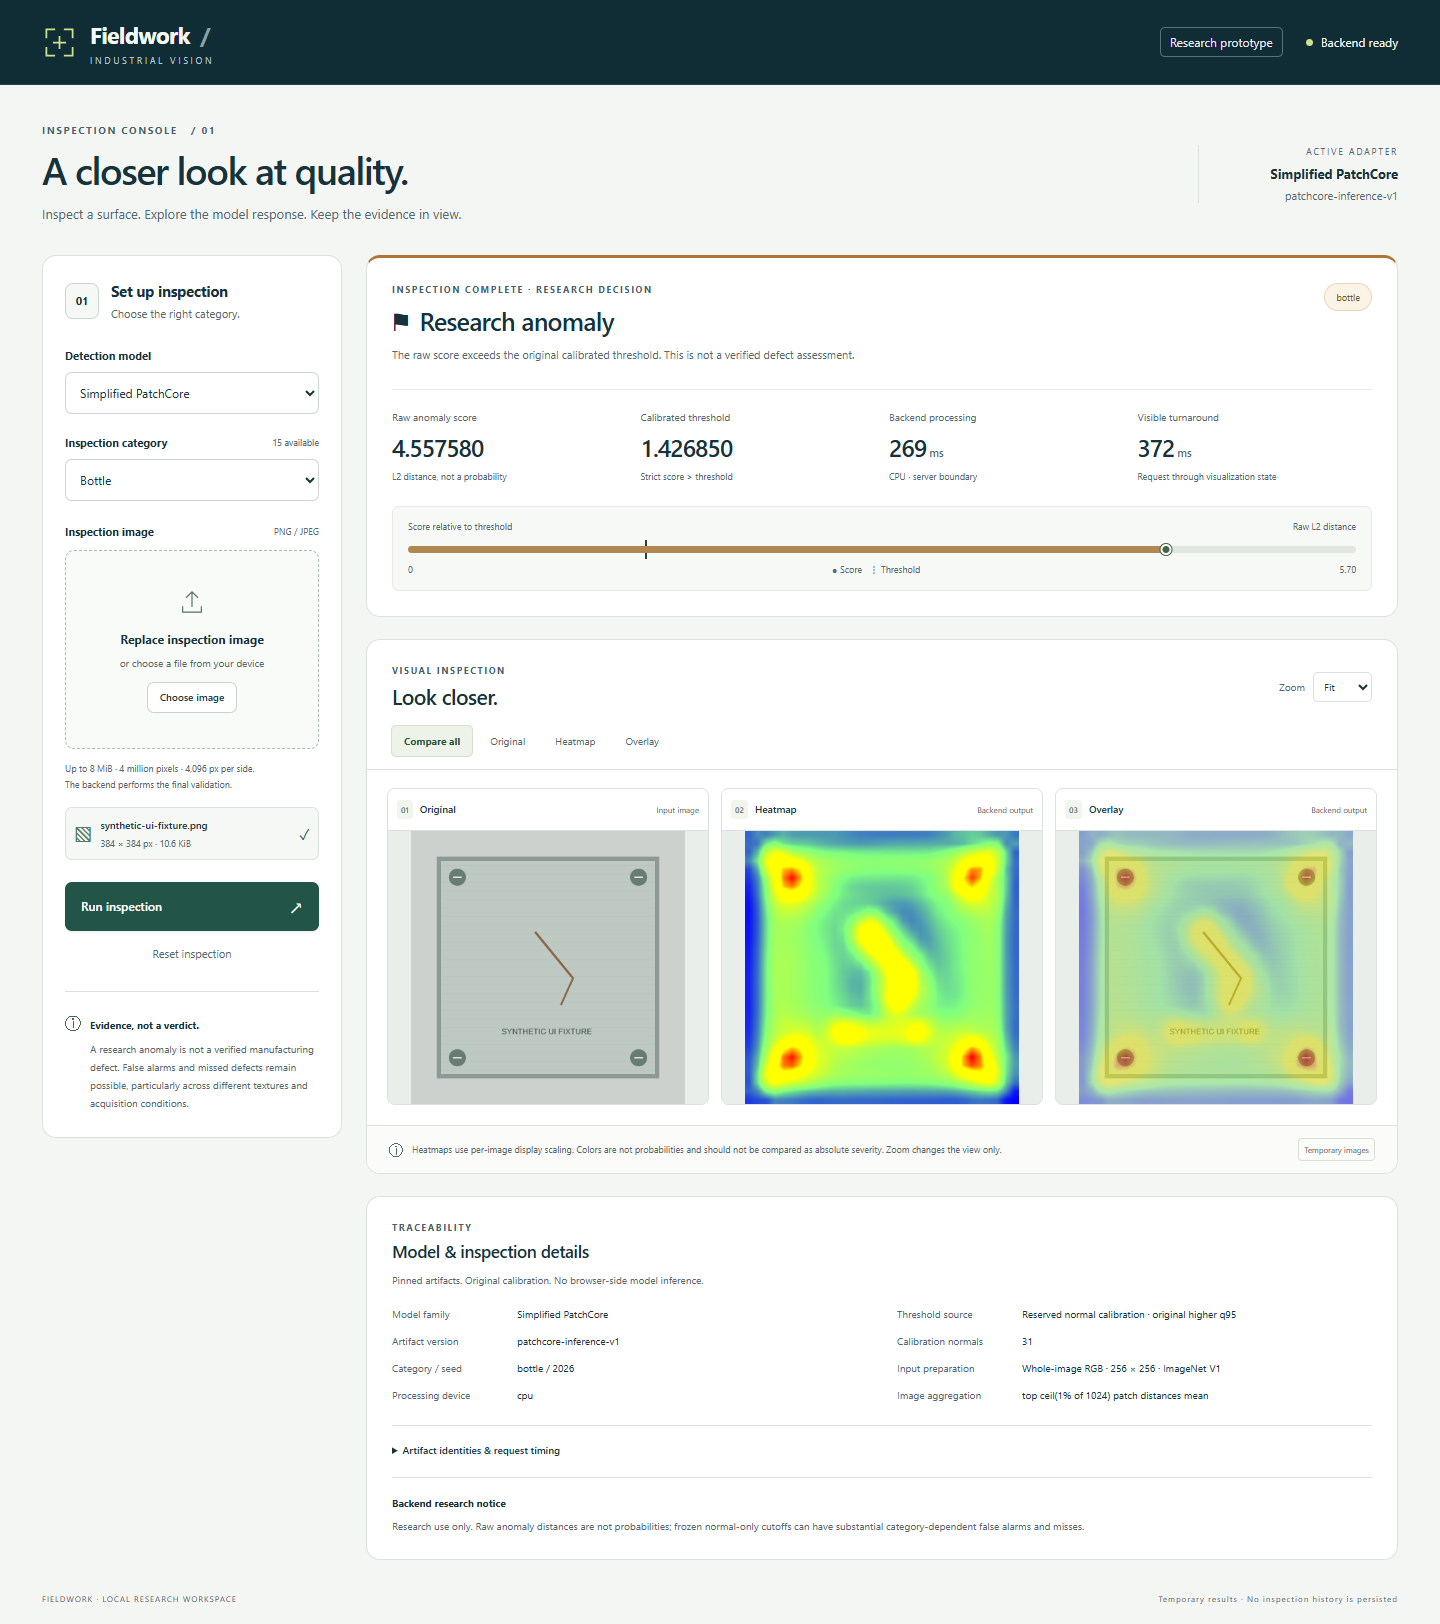 Fieldwork /
INDUSTRIAL VISION
Research prototype
Backend ready
INSPECTION CONSOLE / 01
A closer look at quality.
Inspect a surface. Explore the model response. Keep the evidence in view.
ACTIVE ADAPTER
Simplified PatchCore
patchcore-inference-v1
01
Set up inspection
Choose the right category.
Detection model
Simplified PatchCore
Inspection category
15 available
Bottle
Inspection image
PNG / JPEG
Replace inspection image
or choose a file from your device
Choose image
Up to 8 MiB · 4 million pixels · 4,096 px per side.
The backend performs the final validation.
synthetic-ui-fixture.png
384 × 384 px · 10.6 KiB
Run inspection
Reset inspection
Evidence, not a verdict.
A research anomaly is not a verified manufacturing
defect. False alarms and missed defects remain
possible, particularly across different textures and
acquisition conditions.
INSPECTION COMPLETE · RESEARCH DECISION
bottle
Research anomaly
The raw score exceeds the original calibrated threshold. This is not a verified defect assessment.
Raw anomaly score
4.557580
L2 distance, not a probability
Calibrated threshold
1.426850
Strict score > threshold
Backend processing
269 ms
CPU · server boundary
Visible turnaround
372 ms
Request through visualization state
Score relative to threshold
Raw L2 distance
0
Score
Threshold
5.70
VISUAL INSPECTION
Look closer.
Zoom
Fit
Compare all
Original
Heatmap
Overlay
01
Original
Input image
SYNTHETIC UI FIXTURE
02
Heatmap
Backend output
03
Overlay
Backend output
SYNTHETIC UI FIXTURE
Heatmaps use per-image display scaling. Colors are not probabilities and should not be compared as absolute severity. Zoom changes the view only.
Temporary images
TRACEABILITY
Model & inspection details
Pinned artifacts. Original calibration. No browser-side model inference.
Model family
Simplified PatchCore
Threshold source
Reserved normal calibration · original higher q95
Artifact version
patchcore-inference-v1
Calibration normals
31
Category / seed
bottle / 2026
Input preparation
Whole-image RGB · 256 × 256 · ImageNet V1
Processing device
cpu
Image aggregation
top ceil(1% of 1024) patch distances mean
Artifact identities & request timing
Backend research notice
Research use only. Raw anomaly distances are not probabilities; frozen normal-only cutoffs can have substantial category-dependent false alarms and misses.
FIELDWORK · LOCAL RESEARCH WORKSPACE
Temporary results · No inspection history is persisted